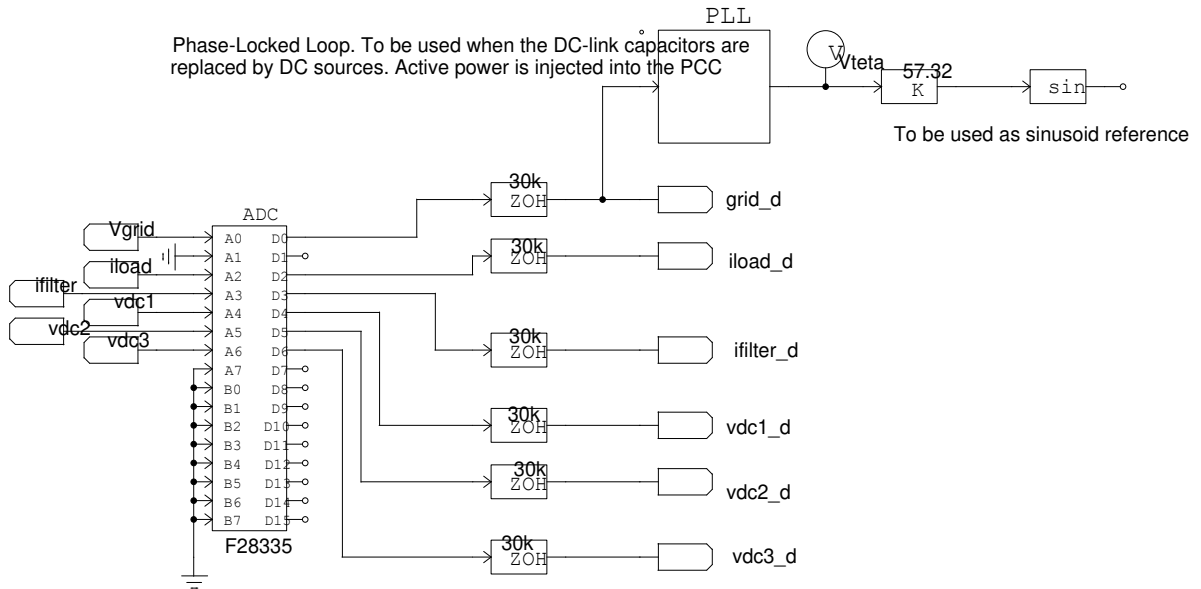 PLL
Phase-Locked Loop. To be used when the DC-link capacitors are
replaced by DC sources. Active power is injected into the PCC
V
Vteta
57.32
K
sin
To be used as sinusoid reference
30k
ZOH
grid_d
ADC
Vgrid
A0 D0
A1 D1
30k
ZOH
iload_d
iload
A2 D2
ifilter
A3 D3
vdc1
A4 D4
vdc2
A5 D5
vdc3
A6 D6
30k
ZOH
ifilter_d
A7 D7
B0 D8
B1 D9
B2 D10
B3 D11
B4 D12
B5 D13
B6 D14
B7 D15
F28335
30k
ZOH
vdc1_d
30k
ZOH
vdc2_d
30k
ZOH
vdc3_d